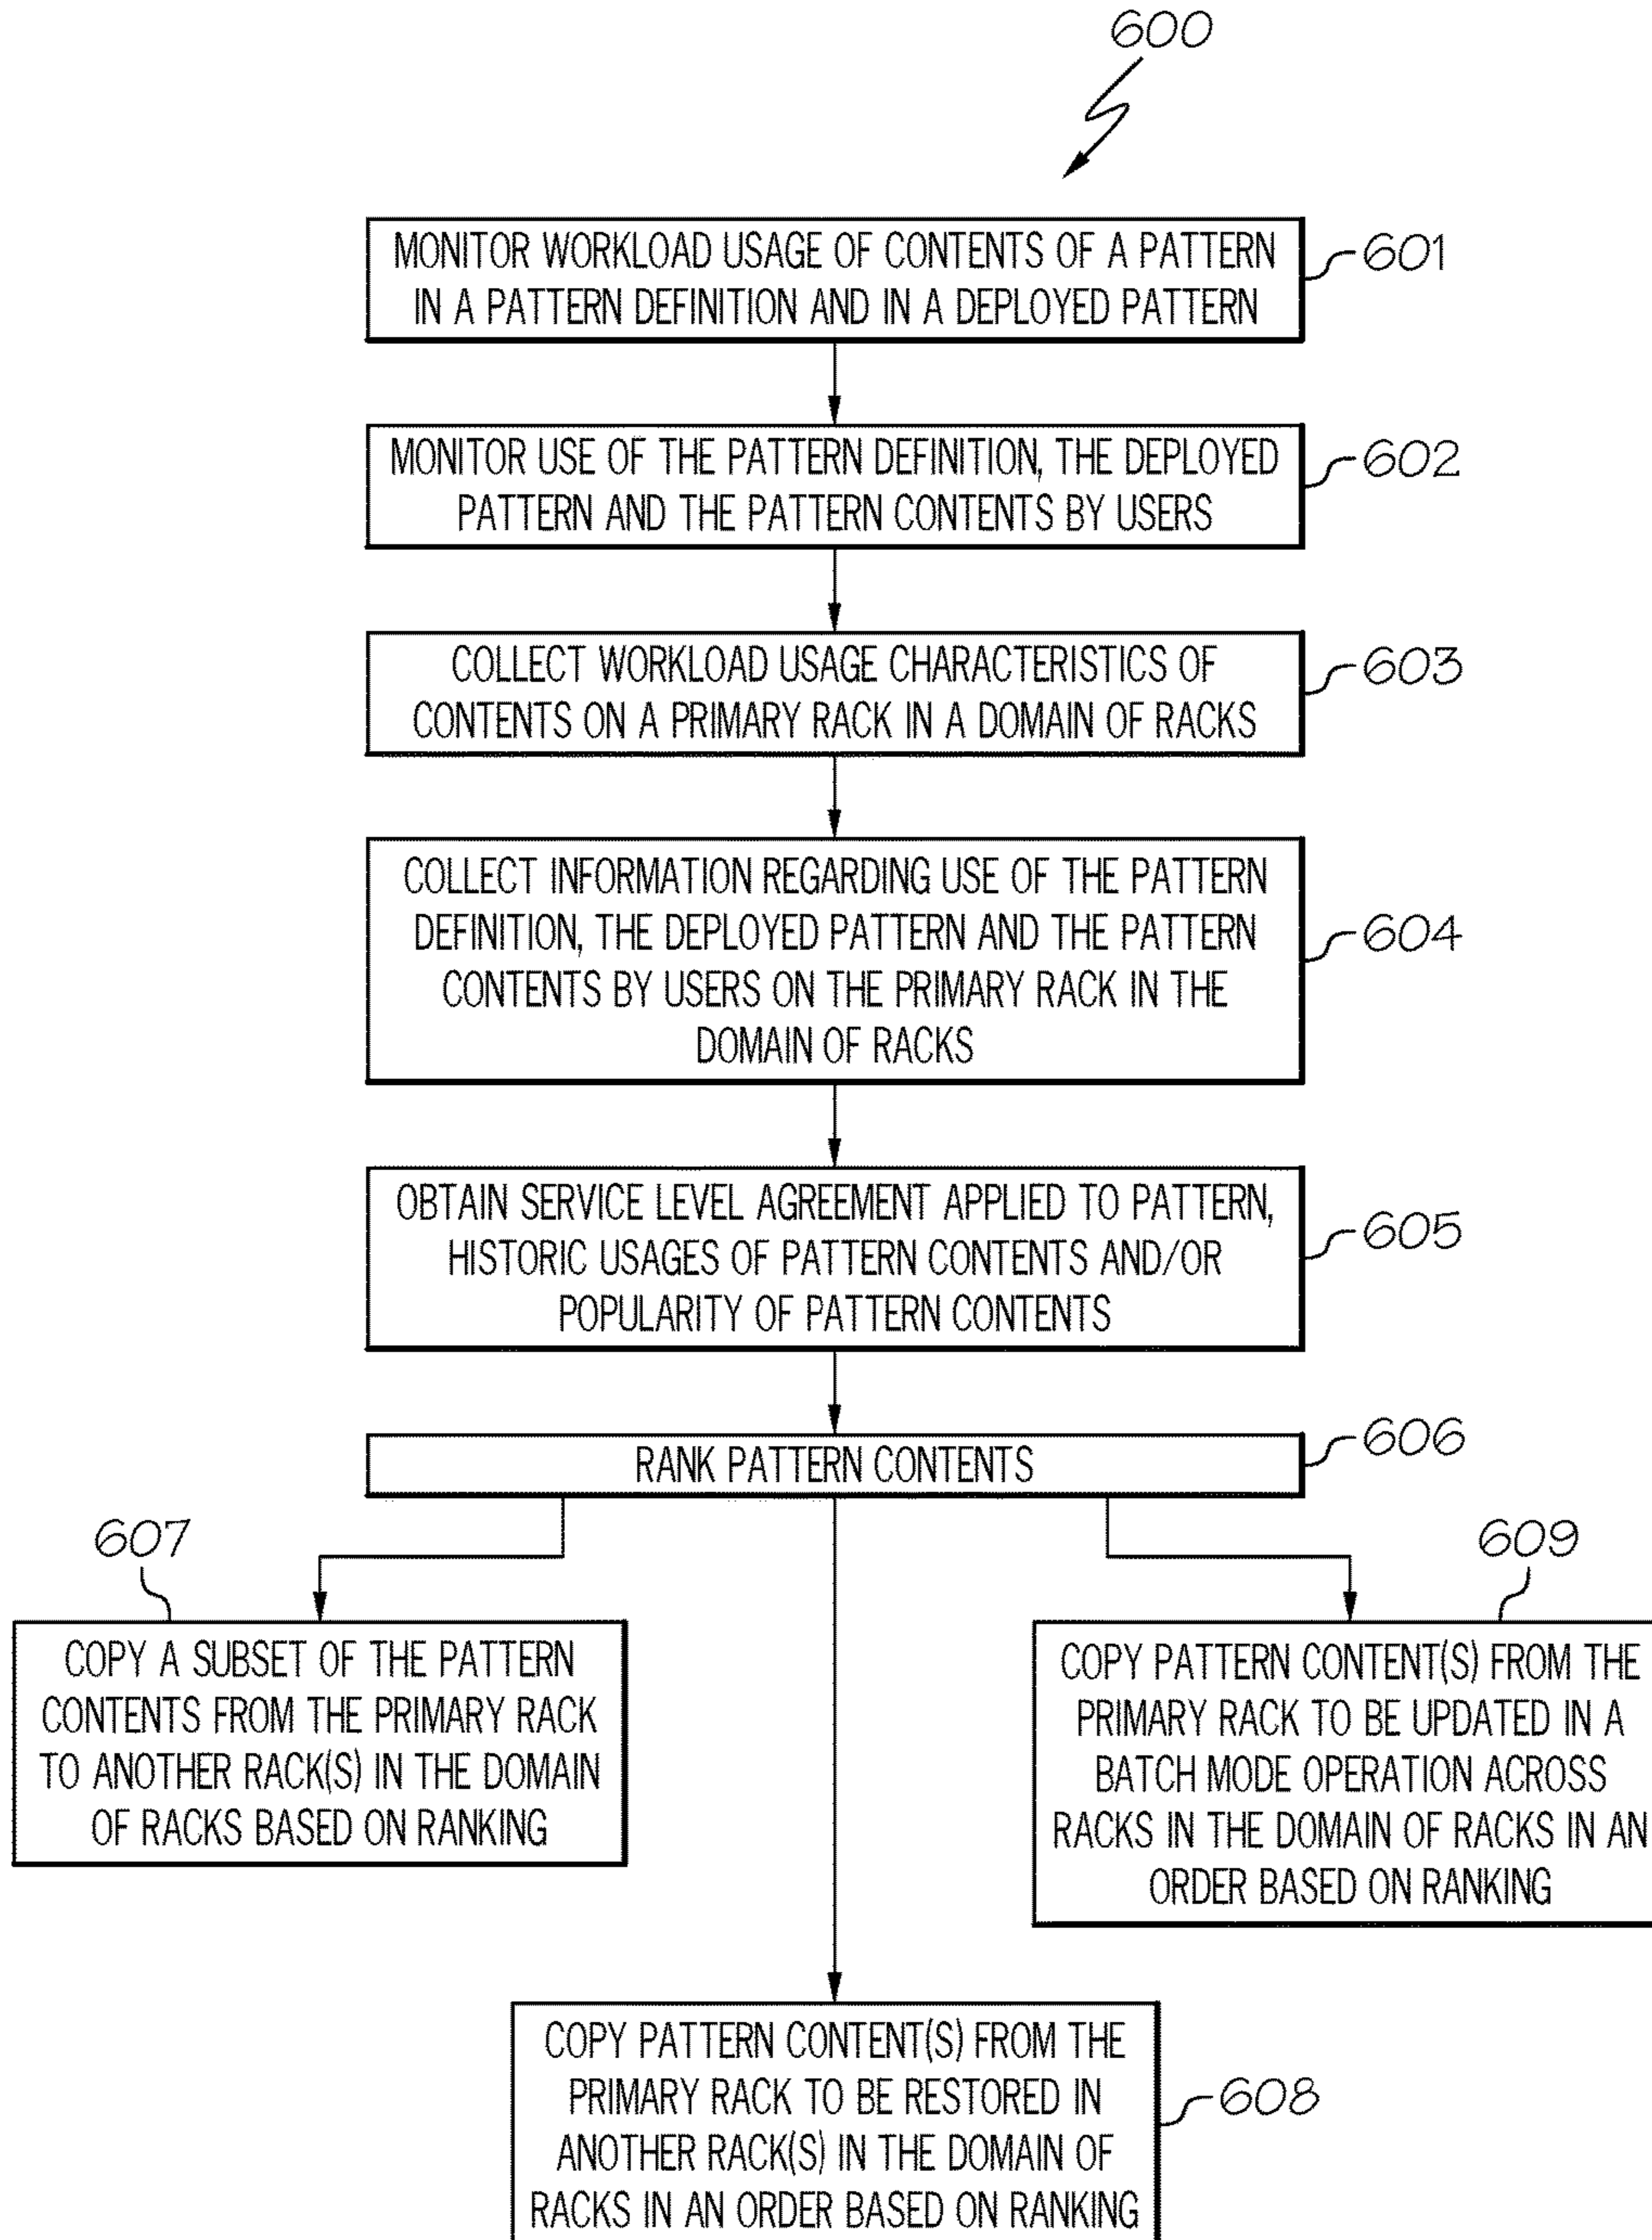 600
MONITOR WORKLOAD USAGE OF CONTENTS OF A PATTERN
IN A PATTERN DEFINITION AND IN A DEPLOYED PATTERN
601
MONITOR USE OF THE PATTERN DEFINITION, THE DEPLOYED
PATTERN AND THE PATTERN CONTENTS BY USERS
602
COLLECT WORKLOAD USAGE CHARACTERISTICS OF
CONTENTS ON A PRIMARY RACK IN A DOMAIN OF RACKS
603
COLLECT INFORMATION REGARDING USE OF THE PATTERN
DEFINITION, THE DEPLOYED PATTERN AND THE PATTERN
CONTENTS BY USERS ON THE PRIMARY RACK IN THE
DOMAIN OF RACKS
604
OBTAIN SERVICE LEVEL AGREEMENT APPLIED TO PATTERN,
HISTORIC USAGES OF PATTERN CONTENTS AND/OR
POPULARITY OF PATTERN CONTENTS
605
RANK PATTERN CONTENTS
606
607
COPY A SUBSET OF THE PATTERN
CONTENTS FROM THE PRIMARY RACK
TO ANOTHER RACK(S) IN THE DOMAIN
OF RACKS BASED ON RANKING
609
COPY PATTERN CONTENT(S) FROM THE
PRIMARY RACK TO BE UPDATED IN A
BATCH MODE OPERATION ACROSS
RACKS IN THE DOMAIN OF RACKS IN AN
ORDER BASED ON RANKING
COPY PATTERN CONTENT(S) FROM THE
PRIMARY RACK TO BE RESTORED IN
ANOTHER RACK(S) IN THE DOMAIN OF
RACKS IN AN ORDER BASED ON RANKING
608